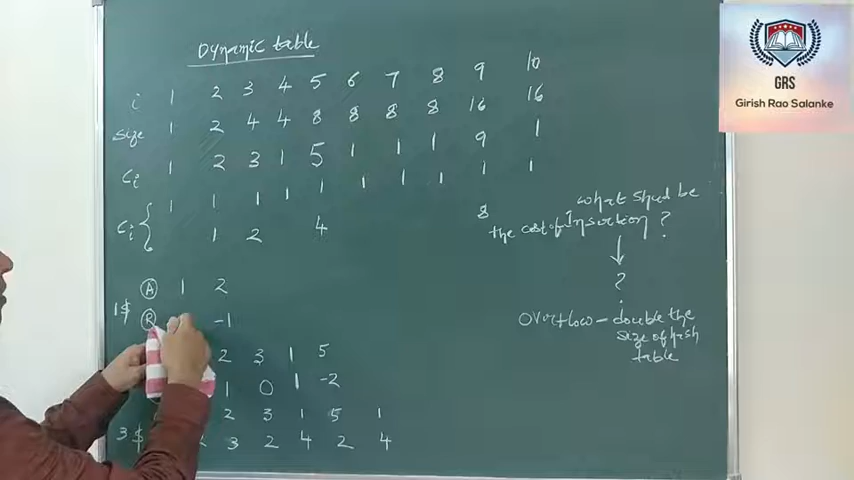 Dynamic table
i 1 2 3 4 5 6 7 8 9 10
size 1 2 4 4 8 8 8 8 16 16
Ci 1 2 3 1 5 1 1 1 9 1
Ci { 1 1 1 1 1 1 1 1 1 1
1 2 4 8
what shud be
the cost of Insertion ?
?
Overflow - double the
size of hash
table
1$ A 1 2
R -1
2 3 1 5
1 0 1 -2
2 3 1 5 1
3$ 2 3 2 4 2 4
GRS
Girish Rao Salanke